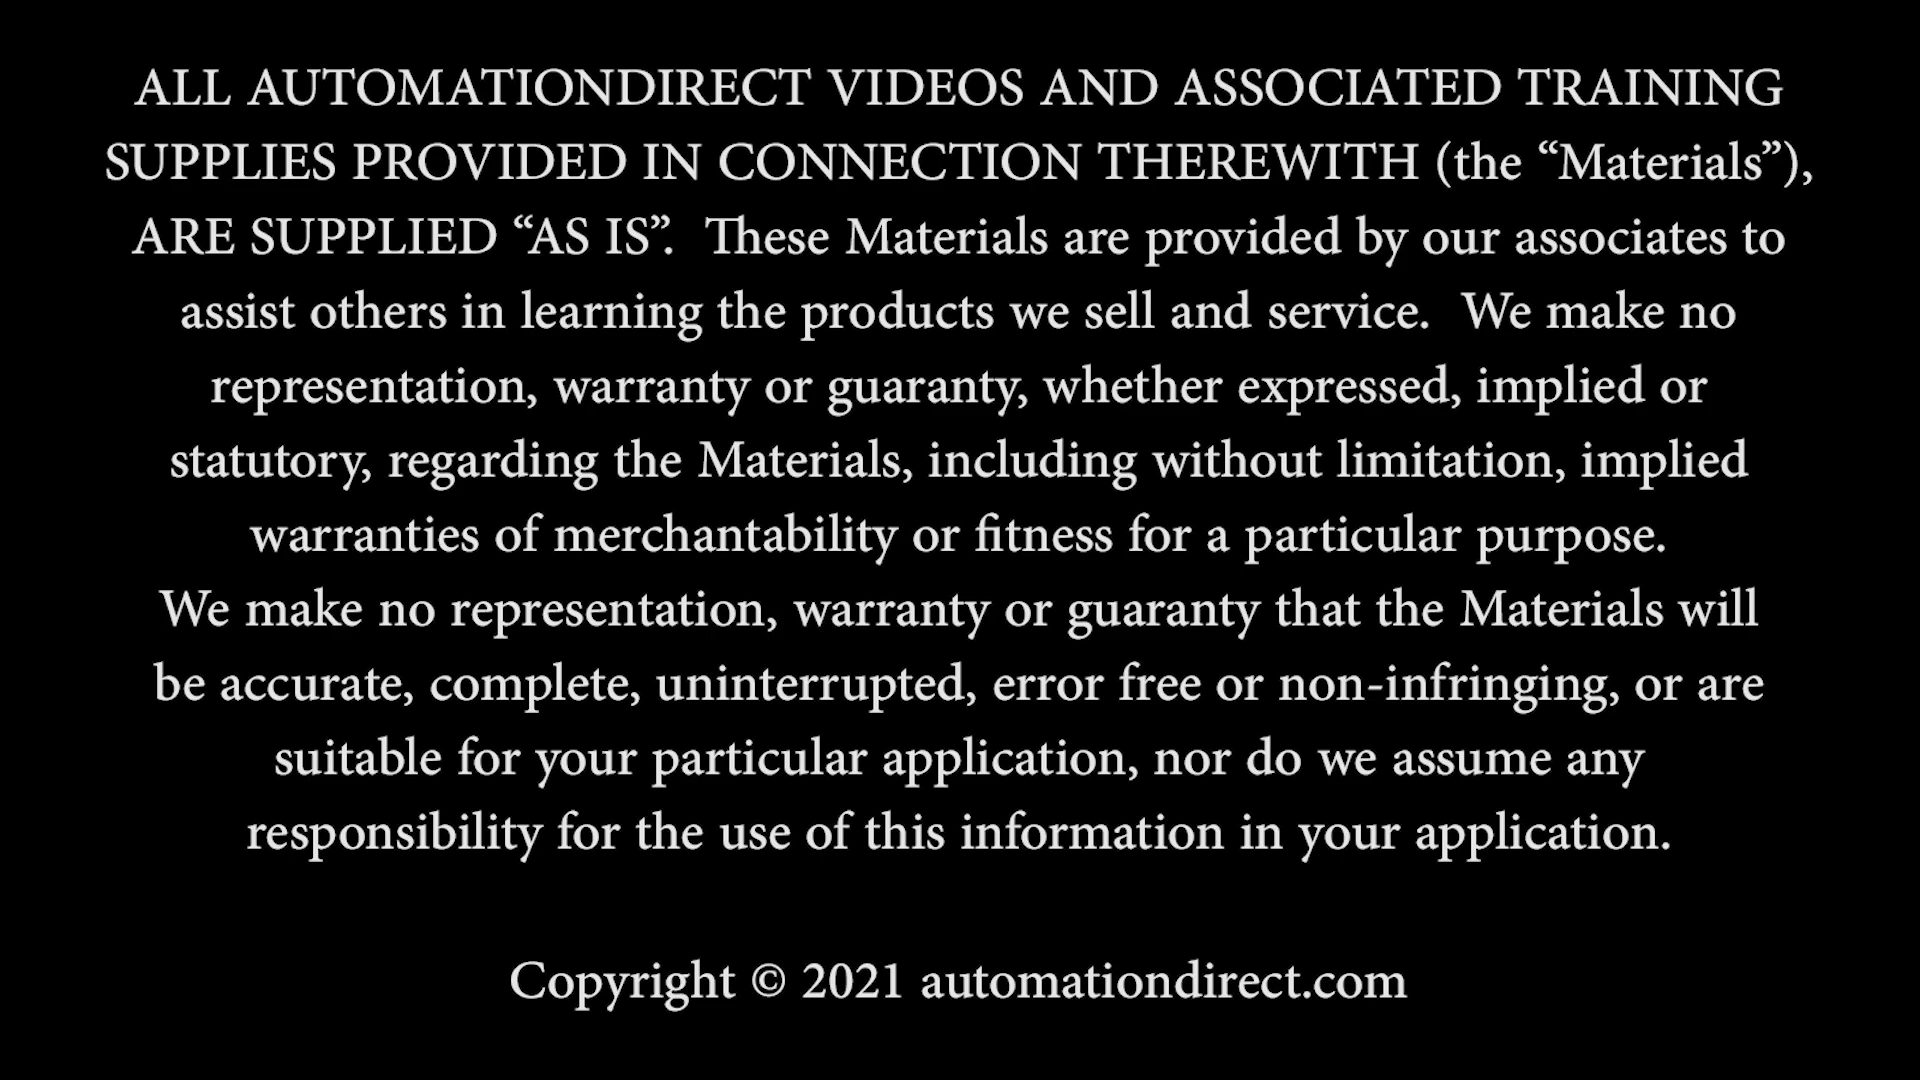 ALL AUTOMATIONDIRECT VIDEOS AND ASSOCIATED TRAINING
SUPPLIES PROVIDED IN CONNECTION THEREWITH (the “Materials”),
ARE SUPPLIED “AS IS”.  These Materials are provided by our associates to
assist others in learning the products we sell and service.  We make no
representation, warranty or guaranty, whether expressed, implied or
statutory, regarding the Materials, including without limitation, implied
warranties of merchantability or fitness for a particular purpose.
We make no representation, warranty or guaranty that the Materials will
be accurate, complete, uninterrupted, error free or non-infringing, or are
suitable for your particular application, nor do we assume any
responsibility for the use of this information in your application.
Copyright © 2021 automationdirect.com